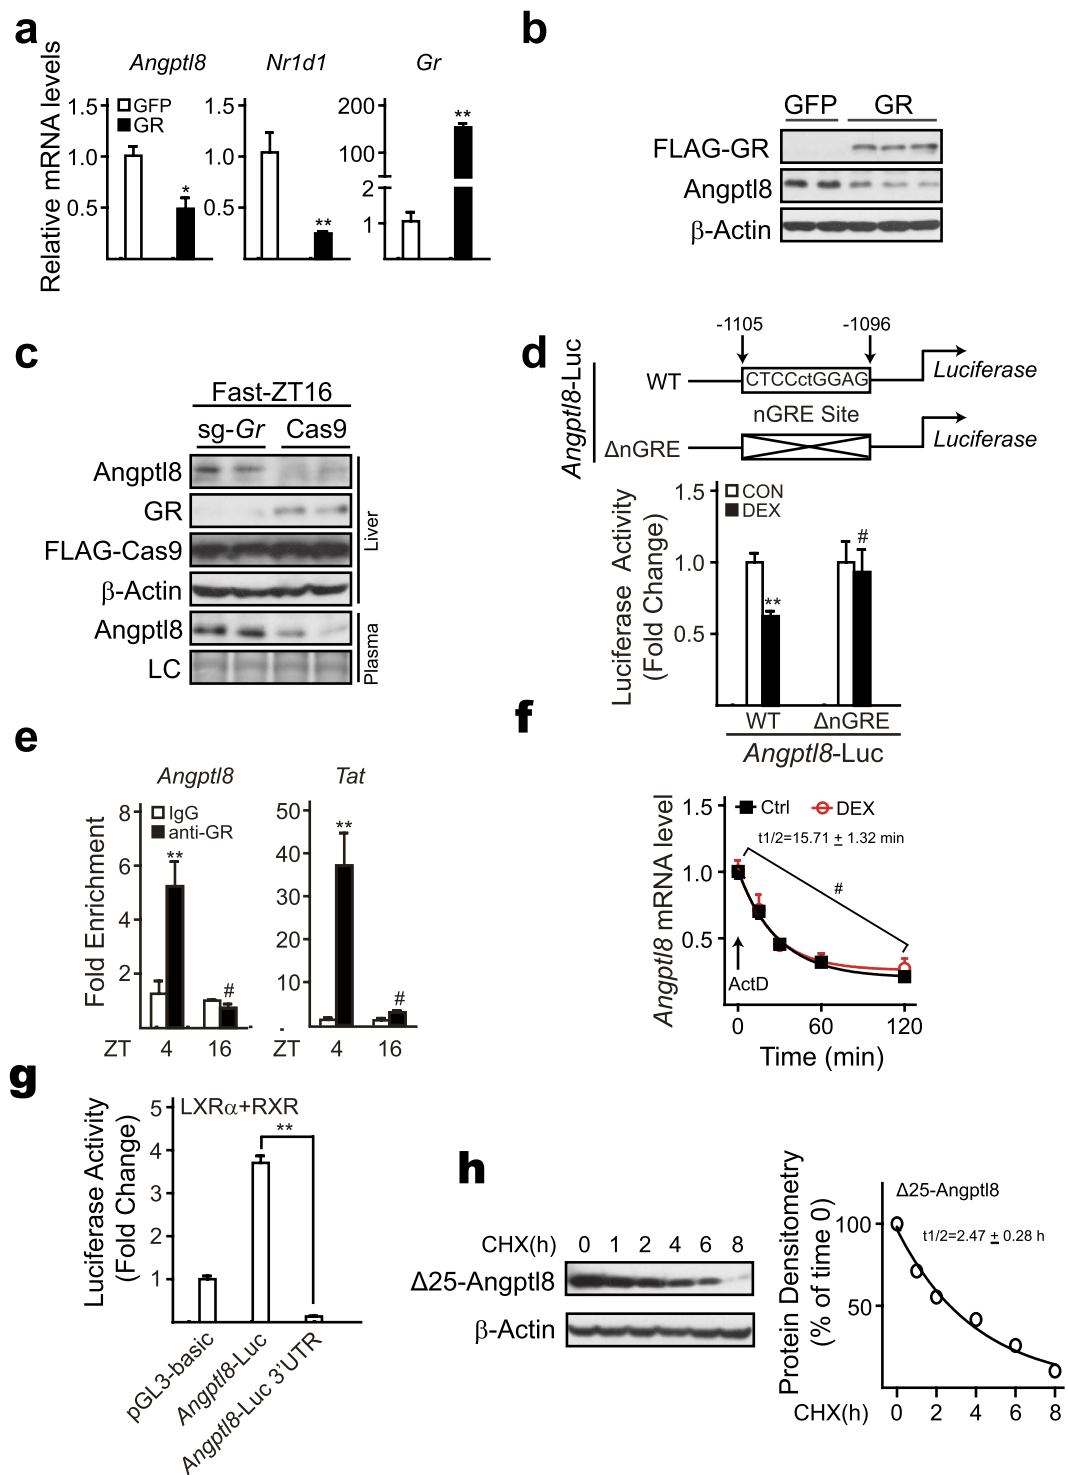 a
Relative mRNA levels
Angptl8
Nr1d1
Gr
1.5
1.0
0.5
GFP
GR
*
1.5
1.0
0.5
**
200
100
2
1
**
b
GFP GR
FLAG-GR
Angptl8
β-Actin
c
Fast-ZT16
sg-Gr Cas9
Angptl8
GR
FLAG-Cas9
β-Actin
Angptl8
LC
Liver
Plasma
d
Angptl8-Luc
-1105 -1096
WT CTCCctGGAG Luciferase
nGRE Site
ΔnGRE Luciferase
Luciferase Activity
(Fold Change)
1.5
1.0
0.5
CON
DEX
**
#
WT ΔnGRE
Angptl8-Luc
e
Fold Enrichment
Angptl8
Tat
8
6
4
2
IgG
anti-GR
**
#
ZT 4 16
50
40
30
20
10
**
#
ZT 4 16
f
Angptl8 mRNA level
1.5
1.0
0.5
Ctrl DEX
t1/2=15.71 ± 1.32 min
#
ActD
0 60 120
Time (min)
g
Luciferase Activity
(Fold Change)
5
4
3
2
1
LXRα+RXR
**
pGL3-basic
Angptl8-Luc
Angptl8-Luc 3'UTR
h
CHX(h) 0 1 2 4 6 8
Δ25-Angptl8
β-Actin
Protein Densitometry
(% of time 0)
100
50
Δ25-Angptl8
t1/2=2.47 ± 0.28 h
CHX(h) 0 2 4 6 8